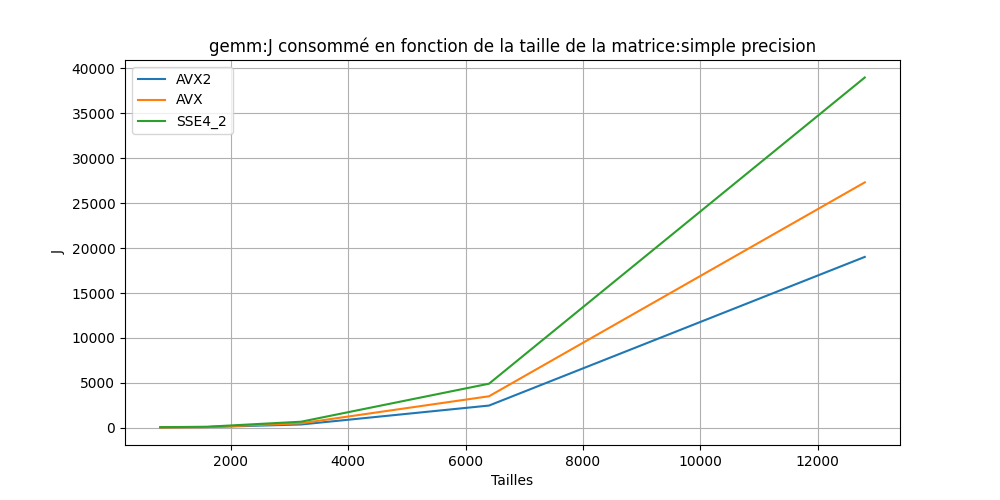 gemm:J consommé en fonction de la taille de la matrice:simple precision
40000
35000
30000
25000
20000
15000
10000
5000
0
J
AVX2
AVX
SSE4_2
2000
4000
6000
8000
10000
12000
Tailles